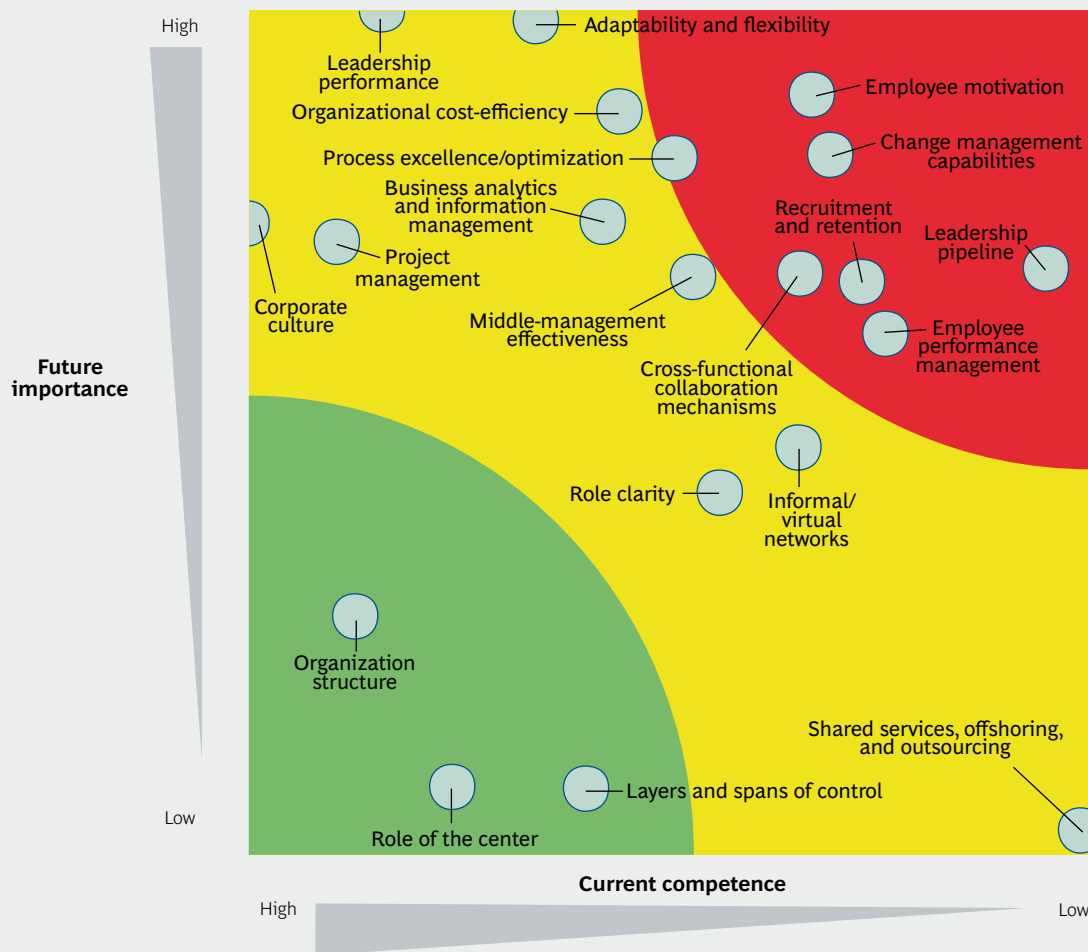 High
Adaptability and flexibility
Leadership
performance
Employee motivation
Organizational cost-efficiency
Change management
capabilities
Process excellence/optimization
Business analytics
and information
management
Recruitment
and retention
Leadership
pipeline
Project
management
Corporate
culture
Middle-management
effectiveness
Employee
performance
management
Cross-functional
collaboration
mechanisms
Future
importance
Role clarity
Informal/
virtual
networks
Organization
structure
Shared services, offshoring,
and outsourcing
Layers and spans of control
Low
Role of the center
Current competence
High
Low